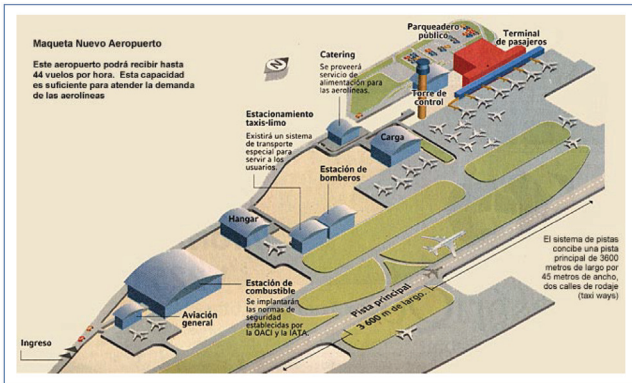 Maqueta Nuevo Aeropuerto
Este aeropuerto podrá recibir hasta
44 vuelos por hora. Esta capacidad
es suficiente para atender la demanda
de las aerolíneas
N
Parqueadero
público
Terminal
de pasajeros
Catering
Se proveerá
servicio de
alimentación para
las aerolíneas.
Torre de
control
Estacionamiento
taxis-limo
Existirá un sistema
de transporte
especial para
servir a los
usuarios.
Carga
Estación de
bomberos
Hangar
El sistema de pistas
concibe una pista
principal de 3600
metros de largo por
45 metros de ancho,
dos calles de rodaje
(taxi ways)
Estación de
combustible
Se implantarán
las normas de
seguridad
establecidas por
la OACI y la IATA.
Pista principal
3 600 m de largo.
Aviación
general
Ingreso